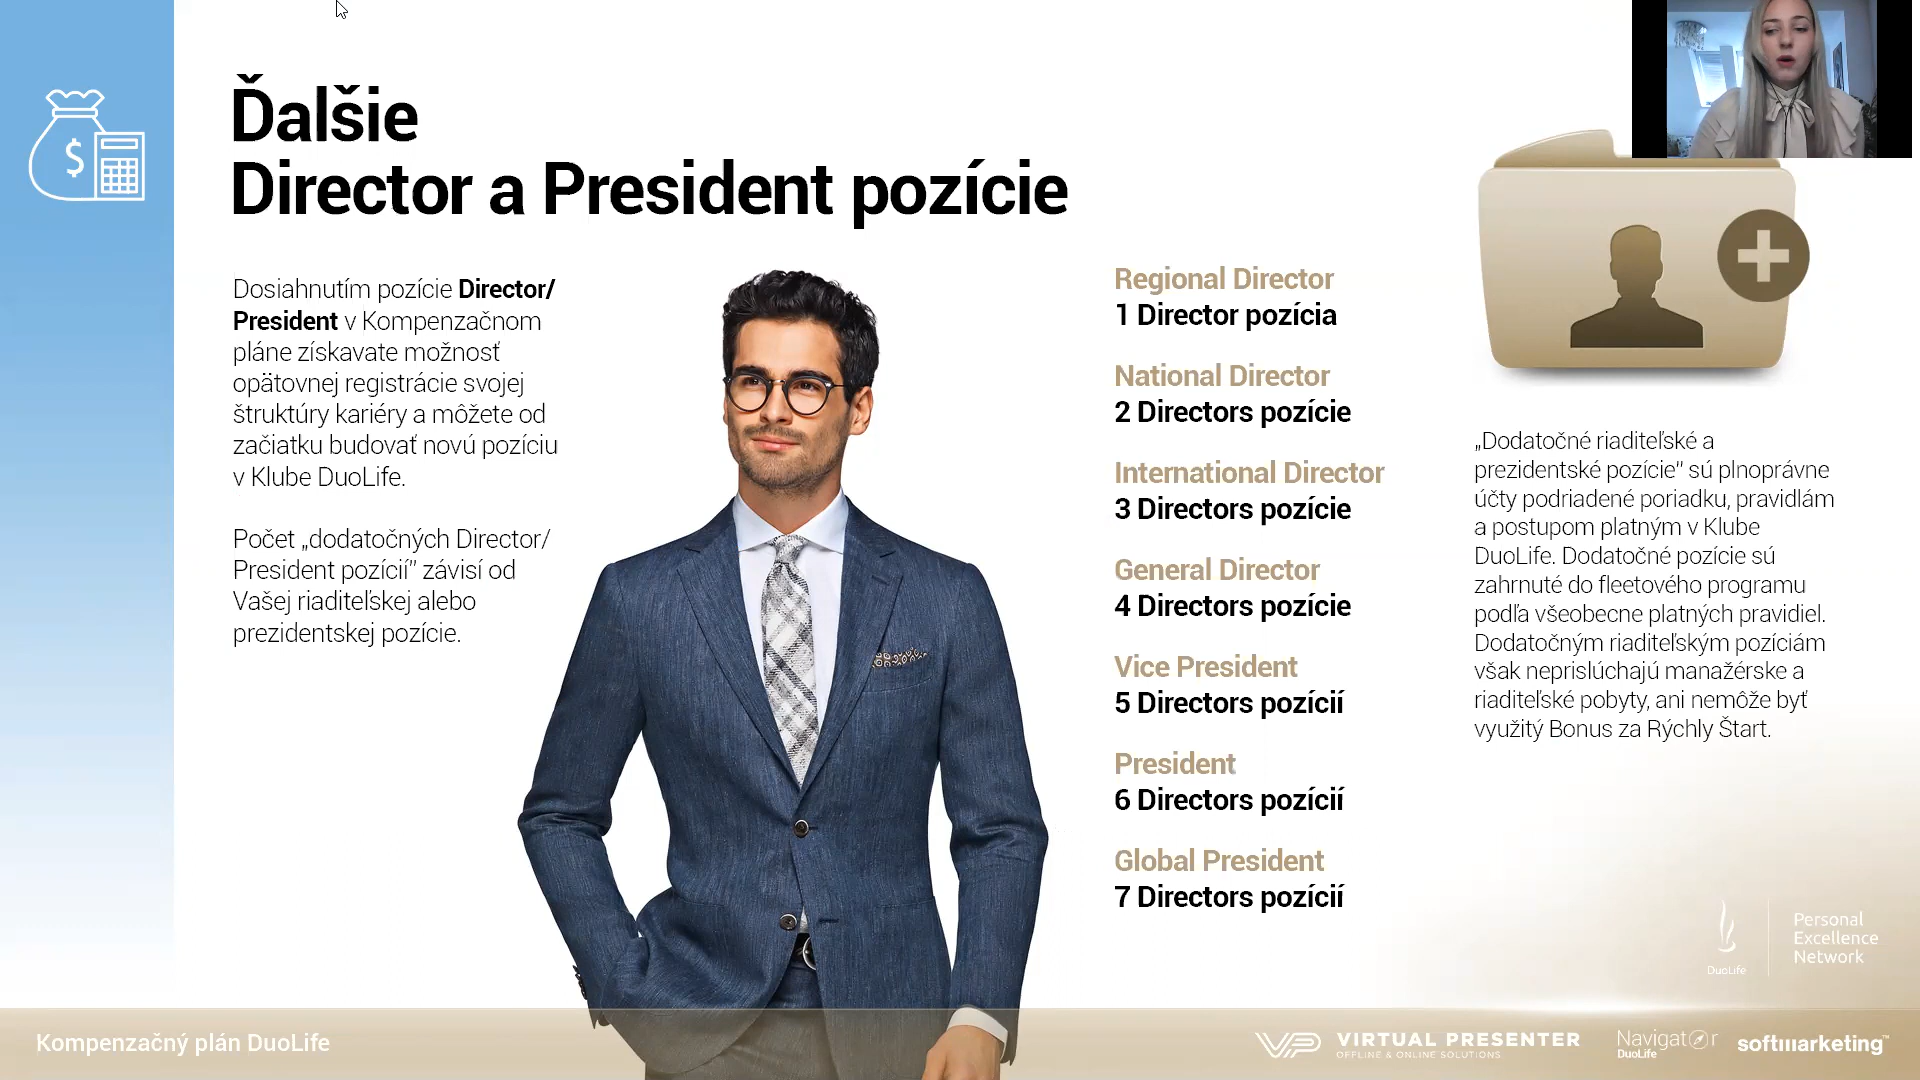 Ďalšie
Director a President pozície
Dosiahnutím pozície Director/
President v Kompenzačnom
pláne získavate možnosť
opätovnej registrácie svojej
štruktúry kariéry a môžete od
začiatku budovať novú pozíciu
v Klube DuoLife.
Počet „dodatočných Director/
President pozícií” závisí od
Vašej riaditeľskej alebo
prezidentskej pozície.
Regional Director
1 Director pozícia
National Director
2 Directors pozície
International Director
3 Directors pozície
General Director
4 Directors pozície
Vice President
5 Directors pozícií
President
6 Directors pozícií
Global President
7 Directors pozícií
„Dodatočné riaditeľské a
prezidentské pozície” sú plnoprávne
účty podriadené poriadku, pravidlám
a postupom platným v Klube
DuoLife. Dodatočné pozície sú
zahrnuté do fleetového programu
podľa všeobecne platných pravidiel.
Dodatočným riaditeľským pozíciám
však neprislúchajú manažérske a
riaditeľské pobyty, ani nemôže byť
využitý Bonus za Rýchly Štart.
DuoLife
Personal
Excellence
Network
Kompenzačný plán DuoLife
VP VIRTUAL PRESENTER
OFFLINE & ONLINE SOLUTIONS
Navigator
DuoLife
softmarketing™